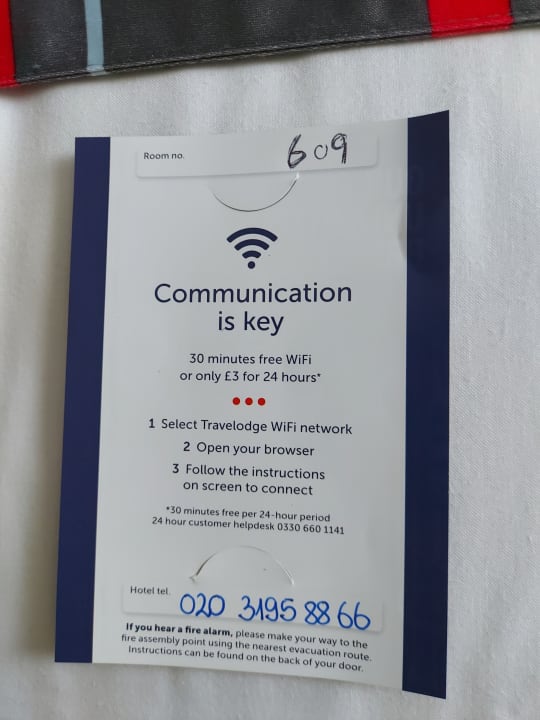 Room no. 609
Communication
is key
30 minutes free WiFi
or only £3 for 24 hours*
1 Select Travelodge WiFi network
2 Open your browser
3 Follow the instructions
on screen to connect
*30 minutes free per 24-hour period
24 hour customer helpdesk 0330 660 1141
Hotel tel. 020 3195 88 66
If you hear a fire alarm, please make your way to the
fire assembly point using the nearest evacuation route.
Instructions can be found on the back of your door.